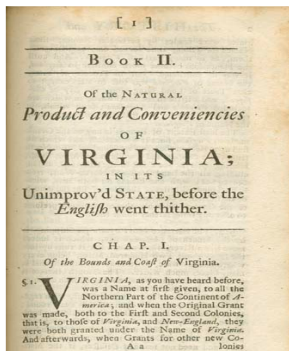 [ 1 ]
BOOK II.
Of the NATURAL
Product and Conveniencies
OF
VIRGINIA;
IN ITS
Unimprov'd STATE, before the
Engliſh went thither.
CHAP. I.
Of the Bounds and Coaſt of Virginia.
§ 1. VIRGINIA, as you have heard before,
was a Name at firſt given, to all the
Northern Part of the Continent of A-
merica; and when the Original Grant
was made, both to the Firſt and Second Colonies,
that is, to thoſe of Virginia, and New-England, they
were both granted under the Name of Virginia.
And afterwards, when Grants for other new Co-
A a lonies